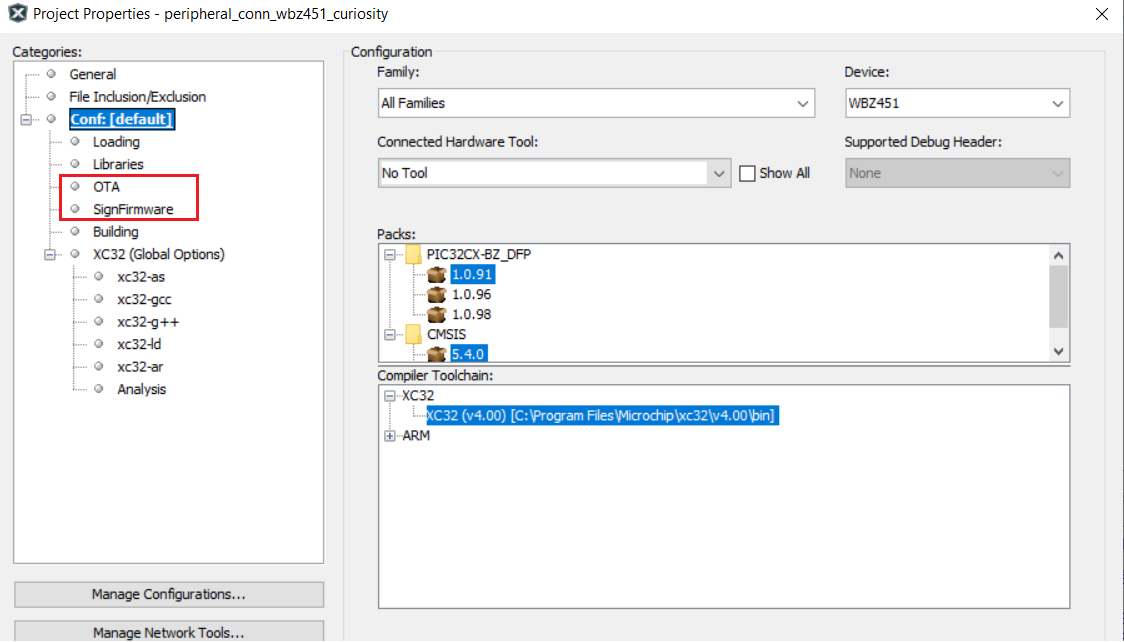 Project Properties - peripheral_conn_wbz451_curiosity
Categories:
General
File Inclusion/Exclusion
Conf: [default]
Loading
Libraries
OTA
SignFirmware
Building
XC32 (Global Options)
xc32-as
xc32-gcc
xc32-g++
xc32-ld
xc32-ar
Analysis
Manage Configurations...
Manage Network Tools...
Configuration
Family:
Device:
All Families
WBZ451
Connected Hardware Tool:
Supported Debug Header:
No Tool
Show All
None
Packs:
PIC32CX-BZ_DFP
1.0.91
1.0.96
1.0.98
CMSIS
5.4.0
Compiler Toolchain:
XC32
XC32 (v4.00) [C:\Program Files\Microchip\xc32\v4.00\bin]
ARM